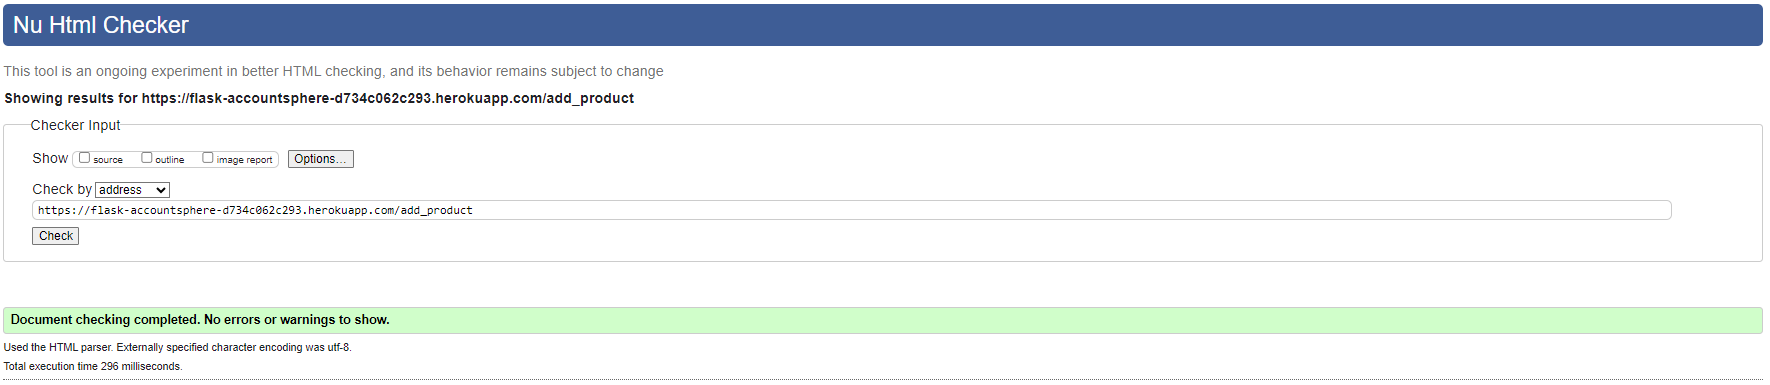 Nu Html Checker
This tool is an ongoing experiment in better HTML checking, and its behavior remains subject to change
Showing results for https://flask-accountsphere-d734c062c293.herokuapp.com/add_product
Checker Input
Show source outline image report Options...
Check by address
https://flask-accountsphere-d734c062c293.herokuapp.com/add_product
Check
Document checking completed. No errors or warnings to show.
Used the HTML parser. Externally specified character encoding was utf-8.
Total execution time 296 milliseconds.